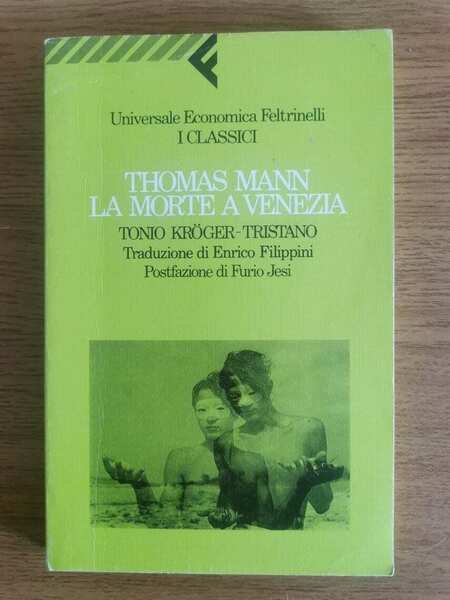 Universale Economica Feltrinelli
I CLASSICI
THOMAS MANN
LA MORTE A VENEZIA
TONIO KRÖGER-TRISTANO
Traduzione di Enrico Filippini
Postfazione di Furio Jesi